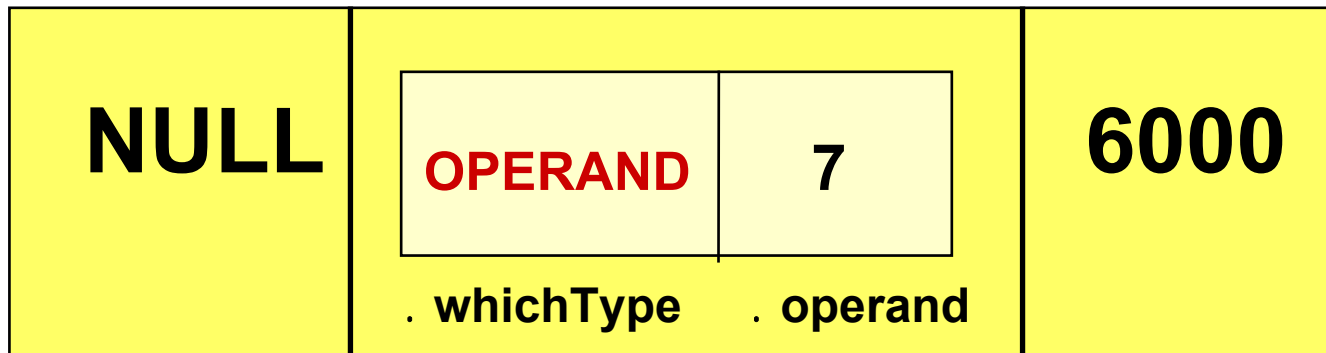 NULL OPERAND 7 6000
. whichType . operand